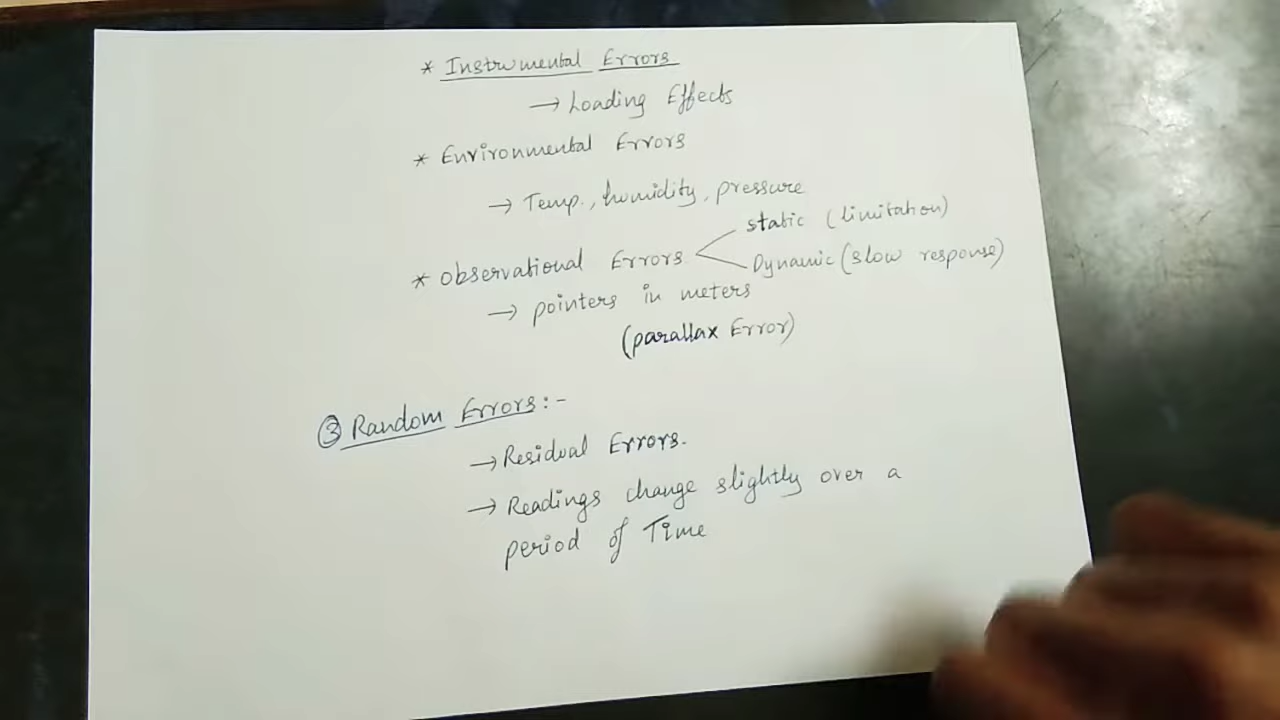 * Instrumental Errors
→ Loading Effects
* Environmental Errors
→ Temp., humidity, pressure
static (limitation)
* Observational Errors
Dynamic (slow response)
→ pointers in meters
(parallax Error)
③ Random Errors:-
→ Residual Errors.
→ Readings change slightly over a
period of Time